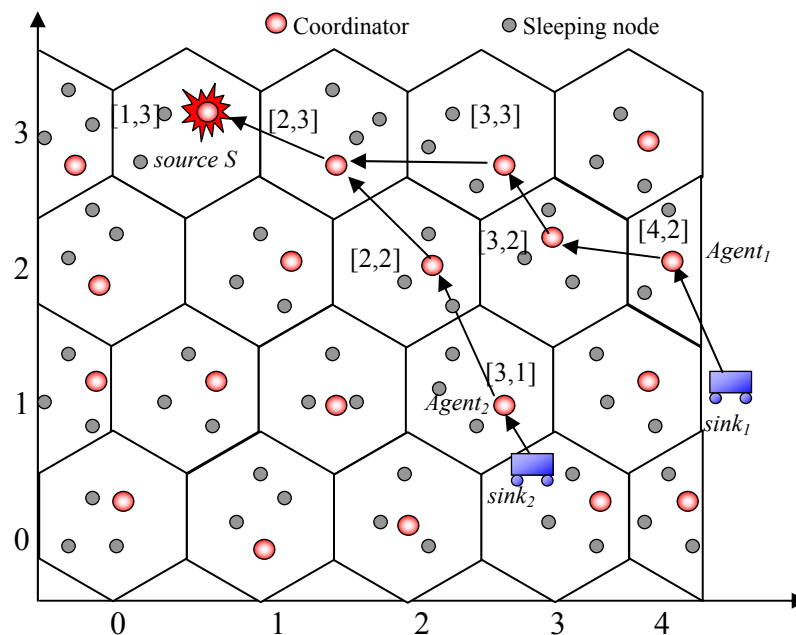 Coordinator Sleeping node
3 [1,3] [2,3] [3,3]
source S
2 [2,2] [3,2] [4,2] Agent1
1 Agent2 [3,1] sink1
sink2
0
0 1 2 3 4